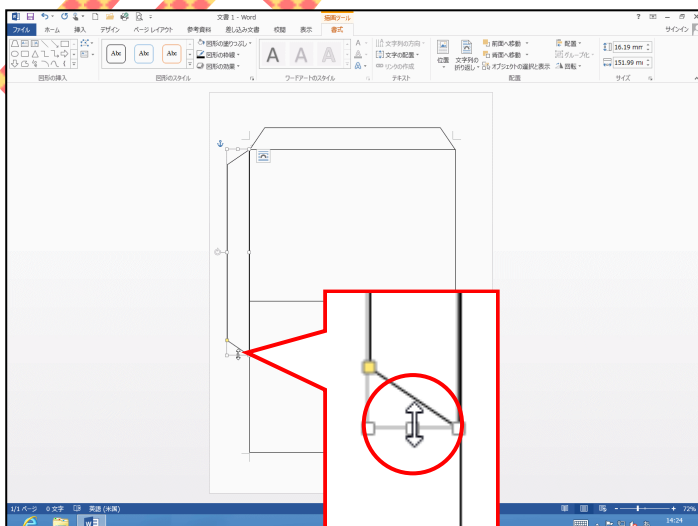 文書 1 - Word
描画ツール
ファイル ホーム 挿入 デザイン ページ レイアウト 参考資料 差し込み文書 校閲 表示 書式
サインイン
Abc Abc Abc
図形の塗りつぶし
図形の枠線
図形の効果
A A A A
文字列の方向
文字の配置
リンクの作成
位置
文字列の
折り返し
前面へ移動
背面へ移動
オブジェクトの選択と表示
配置
グループ化
回転
16.19 mm
151.99 mm
図形の挿入 図形のスタイル ワードアートのスタイル テキスト 配置 サイズ
1/1 ページ 0 文字 英語 (米国)
72%
14:24